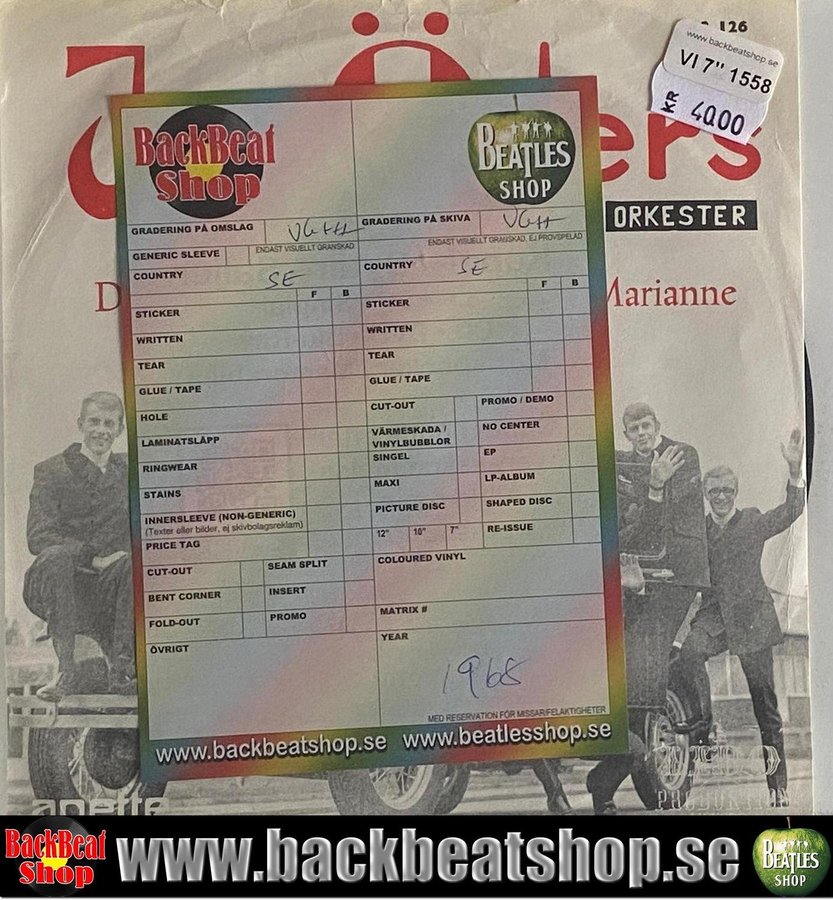 126
www.backbeatshop.se
VI 7" 1558
KR 40.00
ers
ORKESTER
D
Marianne
BackBeat
Shop
BEATLES
SHOP
GRADERING PÅ OMSLAG
ENDAST VISUELLT GRANSKAD
GENERIC SLEEVE
COUNTRY SE
F B
STICKER
WRITTEN
TEAR
GLUE / TAPE
HOLE
LAMINATSLÄPP
RINGWEAR
STAINS
INNERSLEEVE (NON-GENERIC)
(Texter eller bilder, ej skivbolagsreklam)
PRICE TAG
CUT-OUT SEAM SPLIT
BENT CORNER INSERT
FOLD-OUT PROMO
ÖVRIGT
GRADERING PÅ SKIVA
ENDAST VISUELLT GRANSKAD, EJ PROVSPELAD
COUNTRY SE
F B
STICKER
WRITTEN
TEAR
GLUE / TAPE
CUT-OUT PROMO / DEMO
VÄRMESKADA / NO CENTER
VINYLBUBBLOR
SINGEL EP
MAXI LP-ALBUM
PICTURE DISC SHAPED DISC
12" 10" 7" RE-ISSUE
COLOURED VINYL
MATRIX #
YEAR
1968
MED RESERVATION FÖR MISSAR/FELAKTIGHETER
www.backbeatshop.se www.beatlesshop.se
anette
PRODUKTION
BackBeat
Shop
www.backbeatshop.se
BEATLES
SHOP